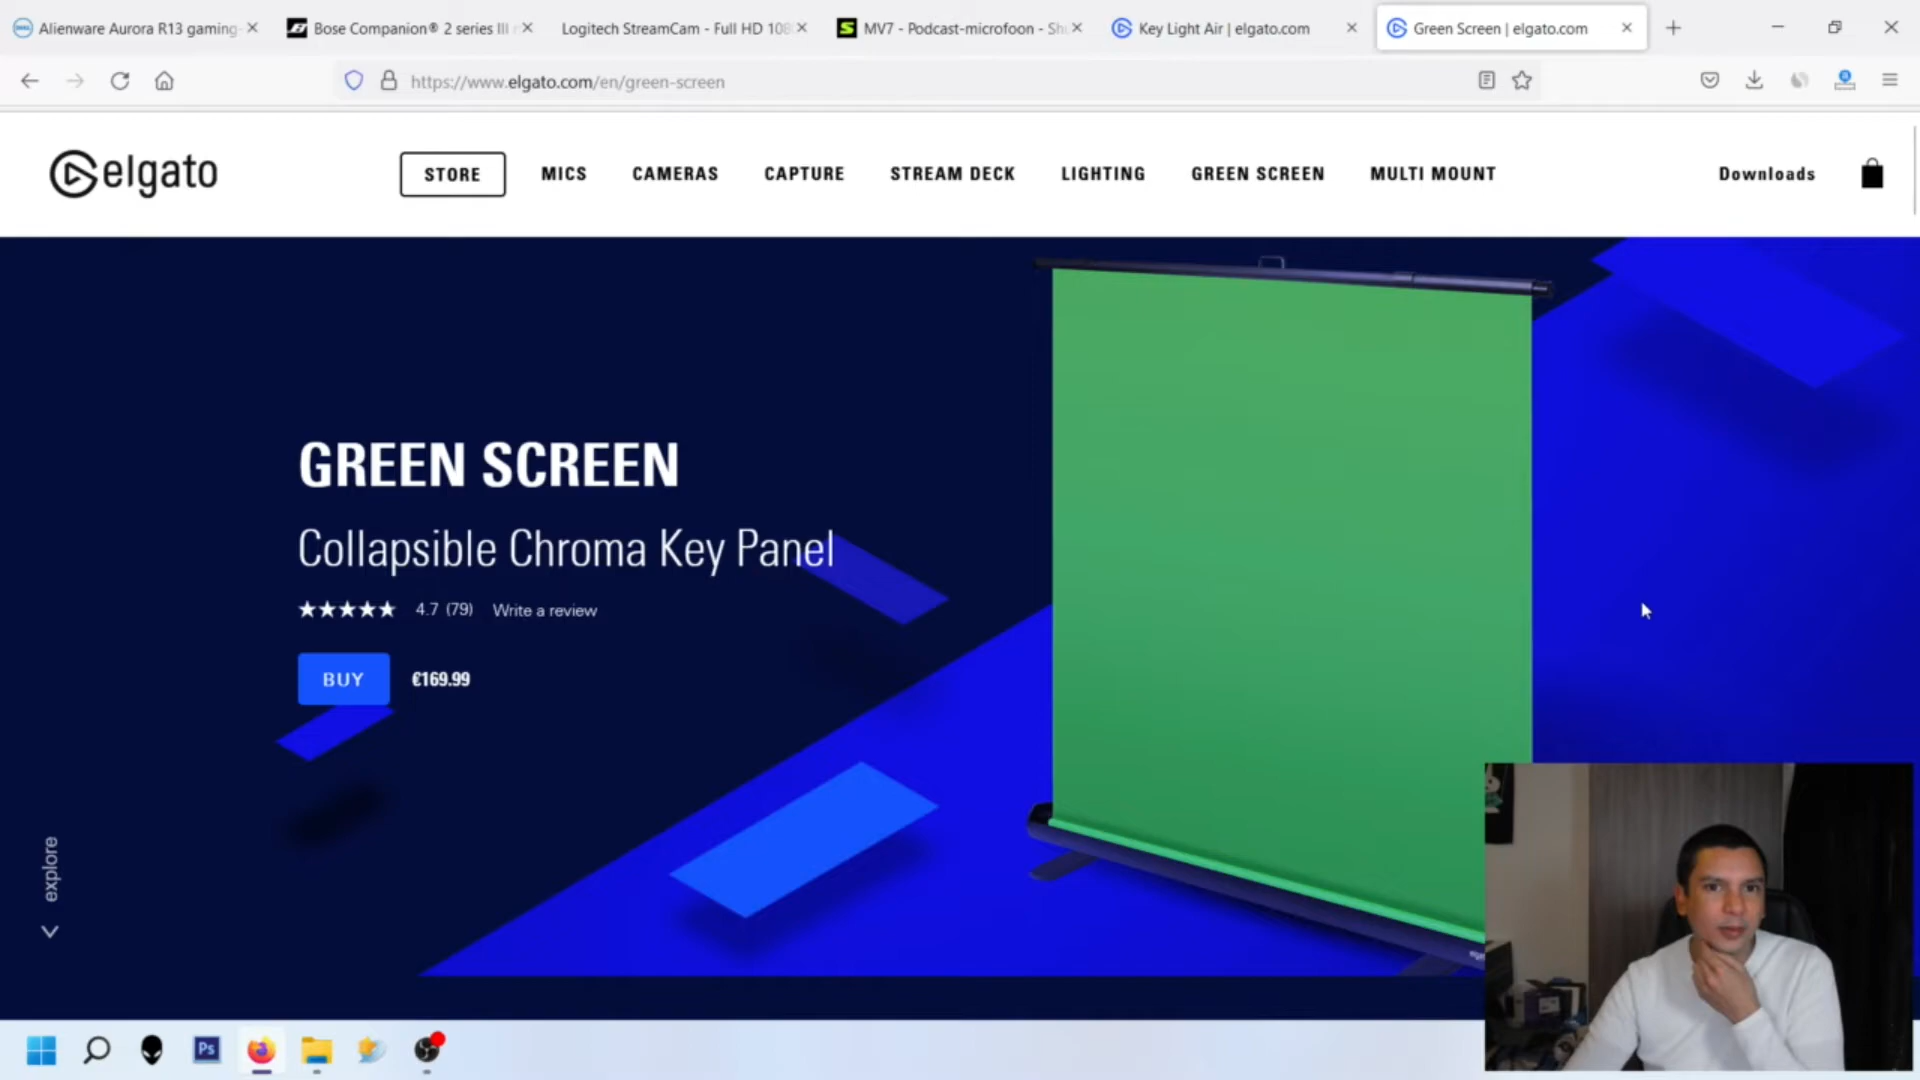 Alienware Aurora R13 gaming-
Bose Companion® 2 series III
Logitech StreamCam - Full HD 108
MV7 - Podcast-microfoon - Sh
Key Light Air | elgato.com
Green Screen | elgato.com
https://www.elgato.com/en/green-screen
elgato
STORE
MICS
CAMERAS
CAPTURE
STREAM DECK
LIGHTING
GREEN SCREEN
MULTI MOUNT
Downloads
GREEN SCREEN
Collapsible Chroma Key Panel
4.7 (79) Write a review
BUY €169.99
explore
Ps